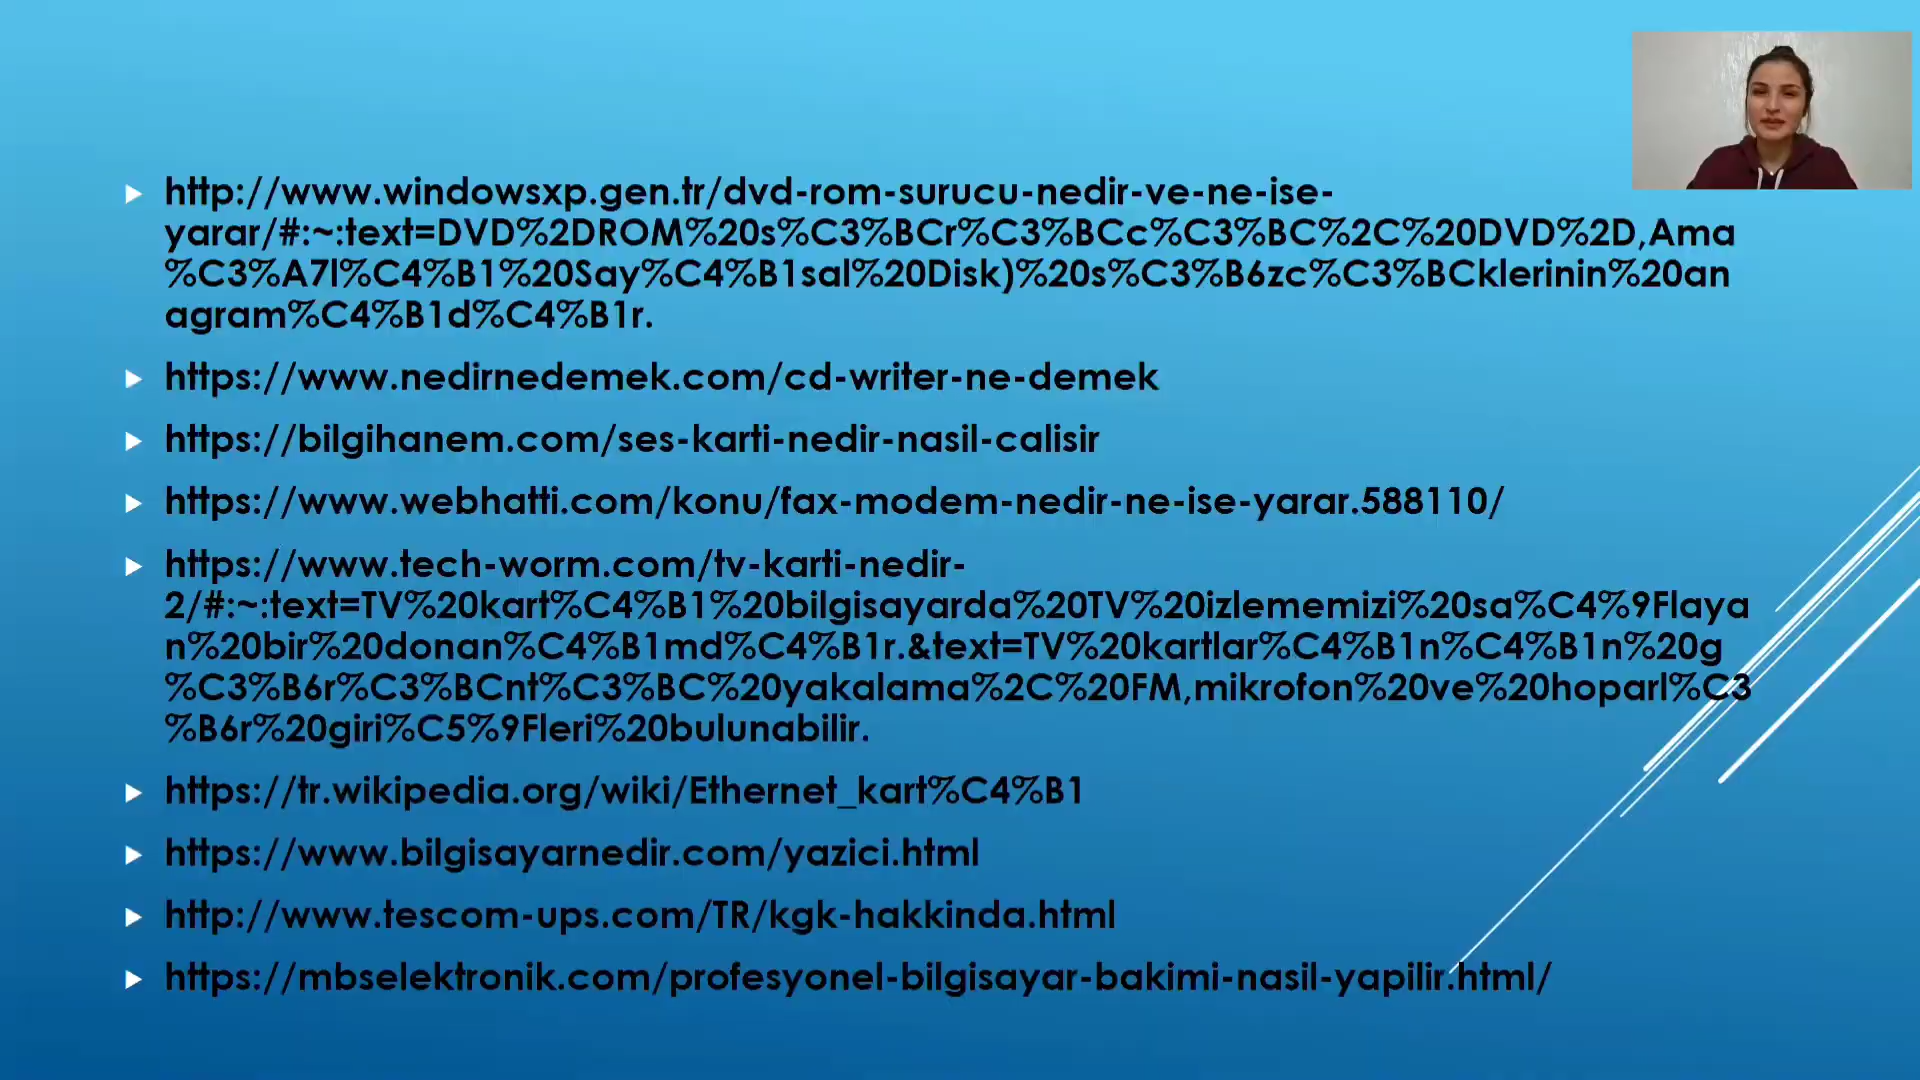 http://www.windowsxp.gen.tr/dvd-rom-surucu-nedir-ve-ne-ise-
yarar/#:~:text=DVD%2DROM%20s%C3%BCr%C3%BCc%C3%BC%2C%20DVD%2D,Ama
%C3%A7l%C4%B1%20Say%C4%B1sal%20Disk)%20s%C3%B6zc%C3%BCklerinin%20an
agram%C4%B1d%C4%B1r.
https://www.nedirnedemek.com/cd-writer-ne-demek
https://bilgihanem.com/ses-karti-nedir-nasil-calisir
https://www.webhatti.com/konu/fax-modem-nedir-ne-ise-yarar.588110/
https://www.tech-worm.com/tv-karti-nedir-
2/#:~:text=TV%20kart%C4%B1%20bilgisayarda%20TV%20izlememizi%20sa%C4%9Flaya
n%20bir%20donan%C4%B1md%C4%B1r.&text=TV%20kartlar%C4%B1n%C4%B1n%20g
%C3%B6r%C3%BCnt%C3%BC%20yakalama%2C%20FM,mikrofon%20ve%20hoparl%C3
%B6r%20giri%C5%9Fleri%20bulunabilir.
https://tr.wikipedia.org/wiki/Ethernet_kart%C4%B1
https://www.bilgisayarnedir.com/yazici.html
http://www.tescom-ups.com/TR/kgk-hakkinda.html
https://mbselektronik.com/profesyonel-bilgisayar-bakimi-nasil-yapilir.html/